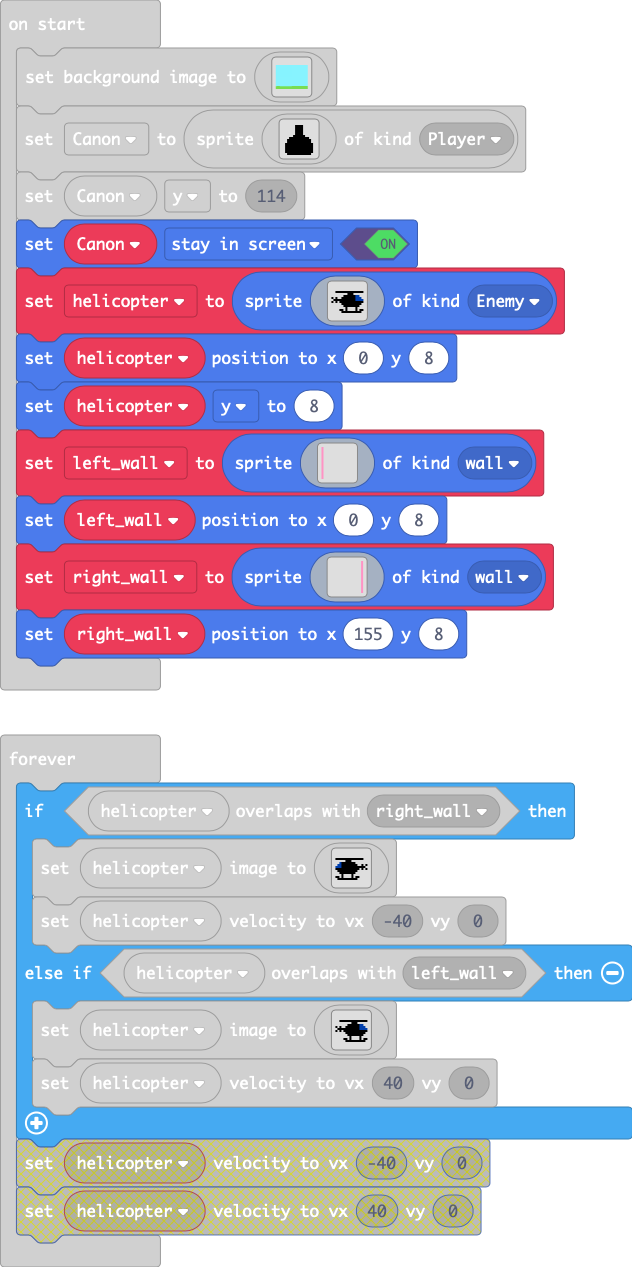 on start
set background image to
set Canon to sprite of kind Player
set Canon y to 114
set Canon stay in screen ON
set helicopter to sprite of kind Enemy
set helicopter position to x 0 y 8
set helicopter y to 8
set left_wall to sprite of kind wall
set left_wall position to x 0 y 8
set right_wall to sprite of kind wall
set right_wall position to x 155 y 8
forever
if helicopter overlaps with right_wall then
set helicopter image to
set helicopter velocity to vx -40 vy 0
else if helicopter overlaps with left_wall then
set helicopter image to
set helicopter velocity to vx 40 vy 0
set helicopter velocity to vx -40 vy 0
set helicopter velocity to vx 40 vy 0